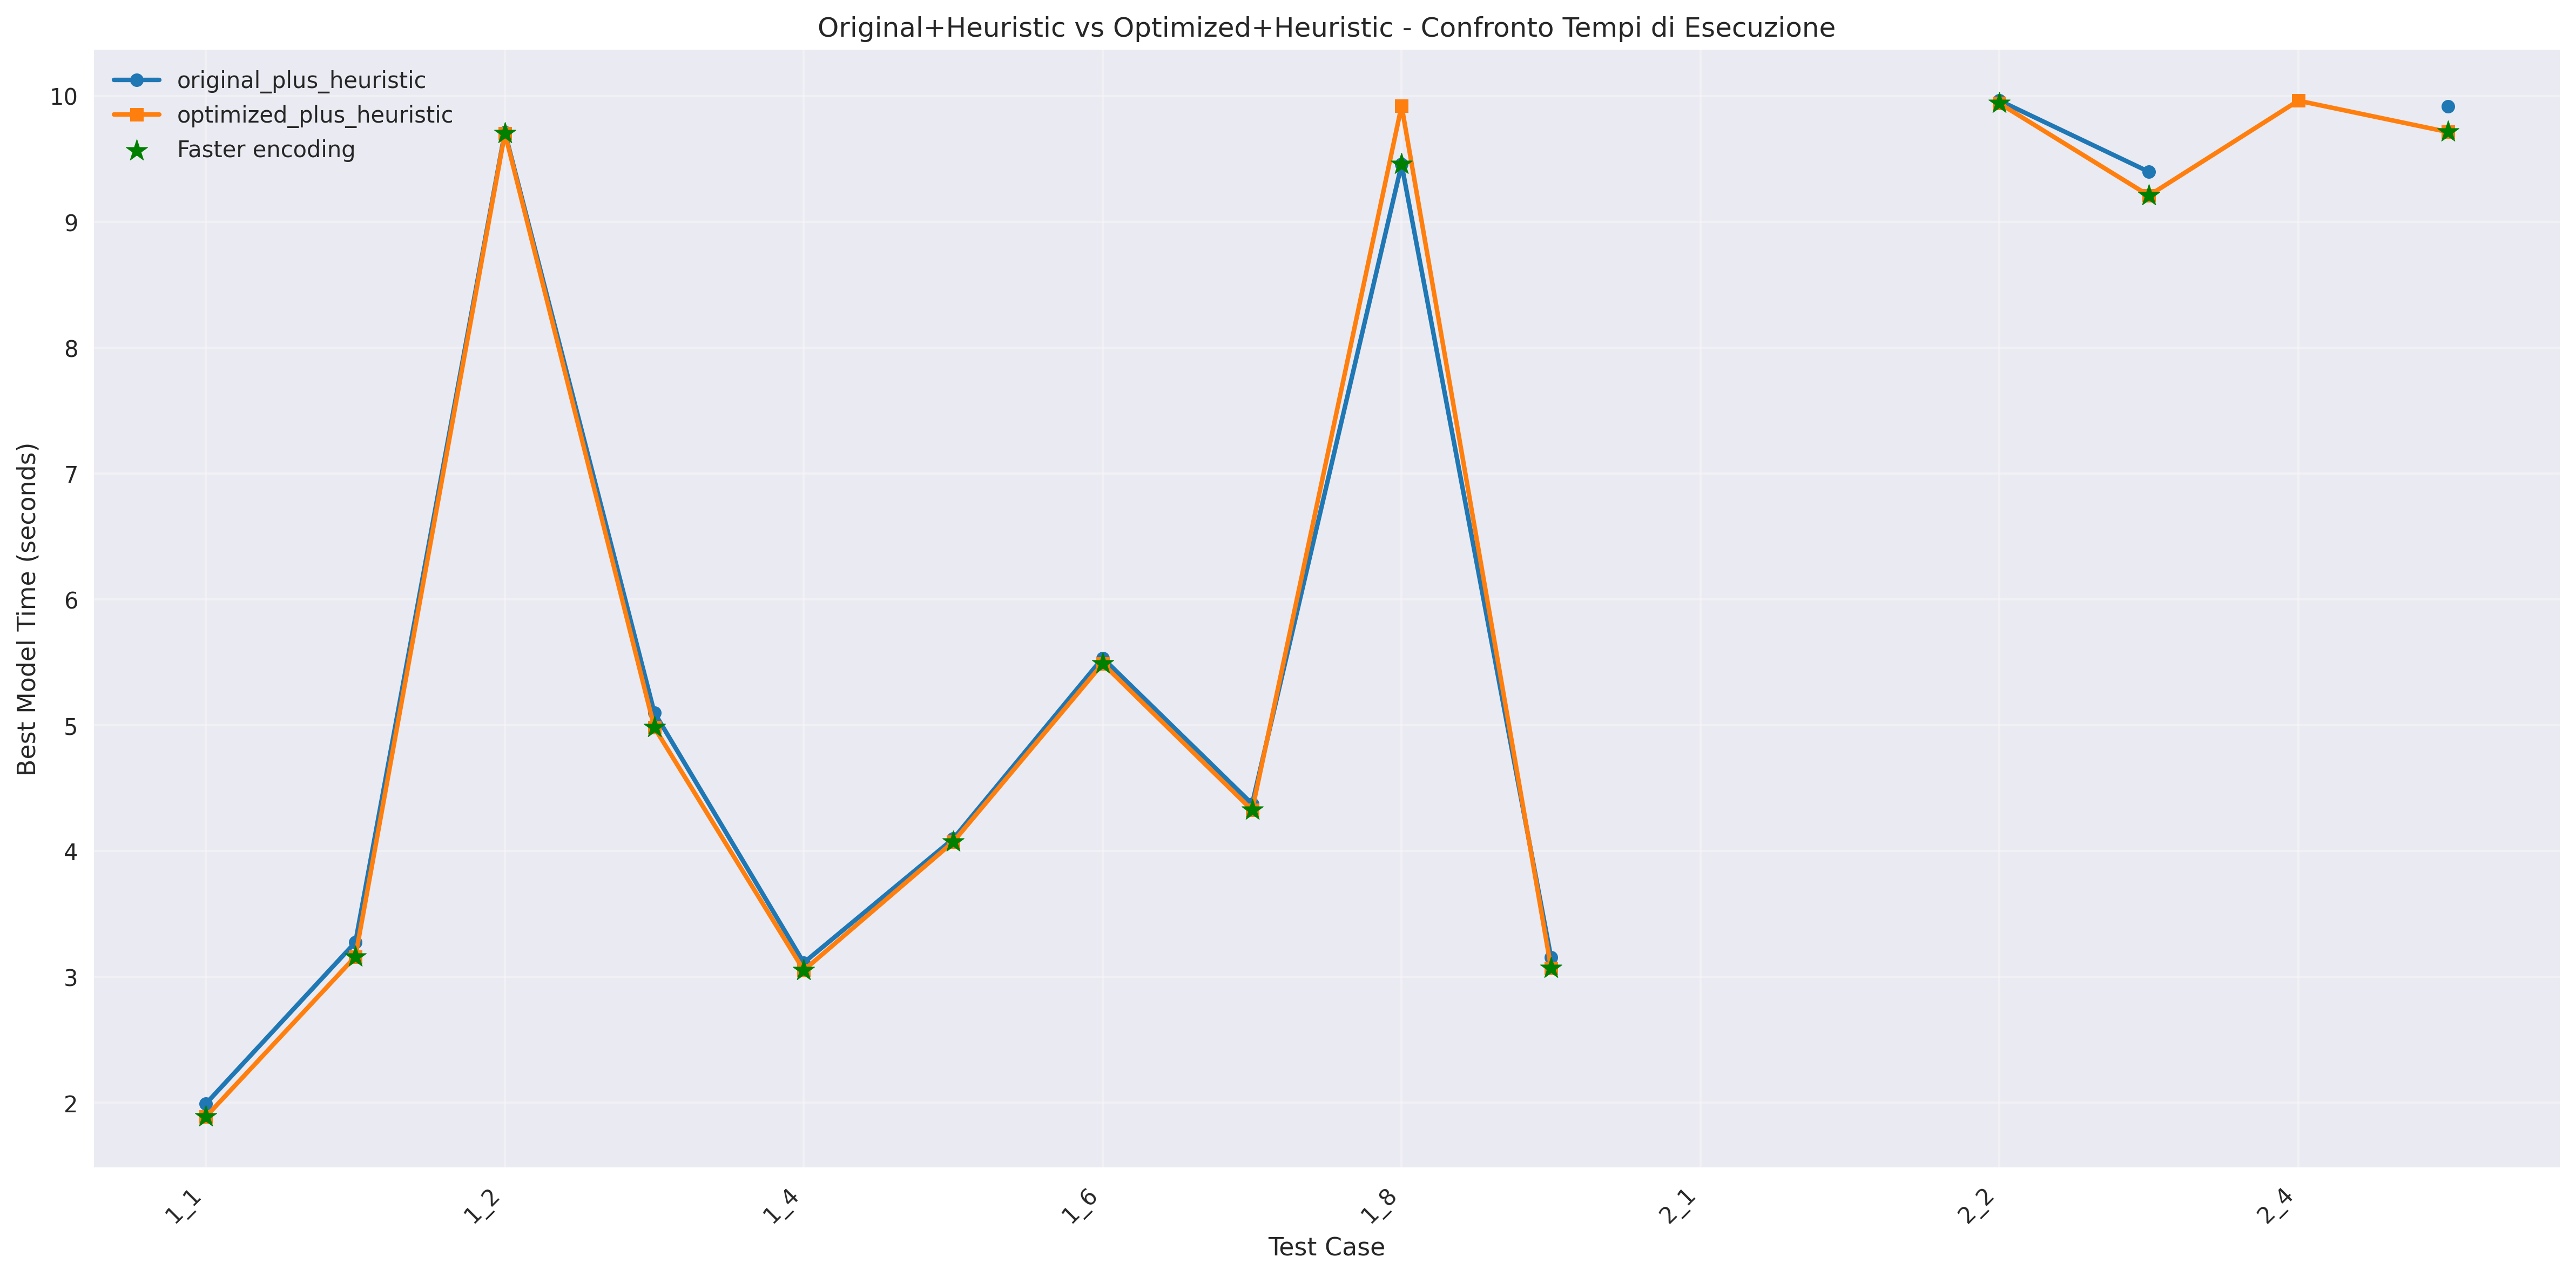 Original+Heuristic vs Optimized+Heuristic - Confronto Tempi di Esecuzione
original_plus_heuristic
optimized_plus_heuristic
Faster encoding
Best Model Time (seconds)
10
9
8
7
6
5
4
3
2
1_1
1_2
1_4
1_6
1_8
2_1
2_2
2_4
Test Case